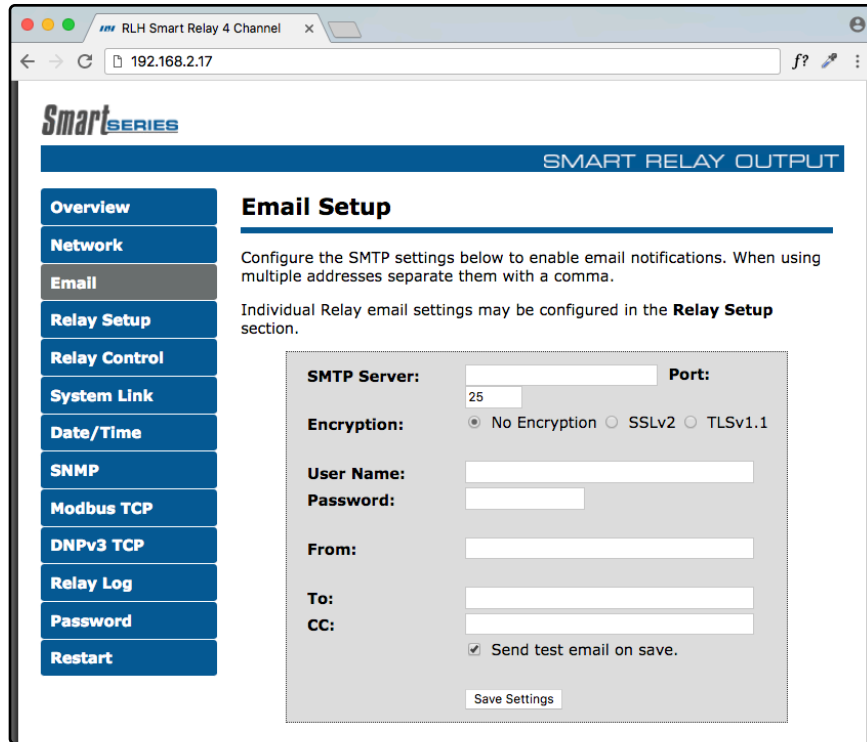 RLH Smart Relay 4 Channel
192.168.2.17
f?
Smart SERIES
SMART RELAY OUTPUT
Overview
Network
Email
Relay Setup
Relay Control
System Link
Date/Time
SNMP
Modbus TCP
DNPv3 TCP
Relay Log
Password
Restart
Email Setup
Configure the SMTP settings below to enable email notifications. When using
multiple addresses separate them with a comma.
Individual Relay email settings may be configured in the Relay Setup
section.
SMTP Server: Port:
25
Encryption: No Encryption SSLv2 TLSv1.1
User Name:
Password:
From:
To:
CC:
Send test email on save.
Save Settings